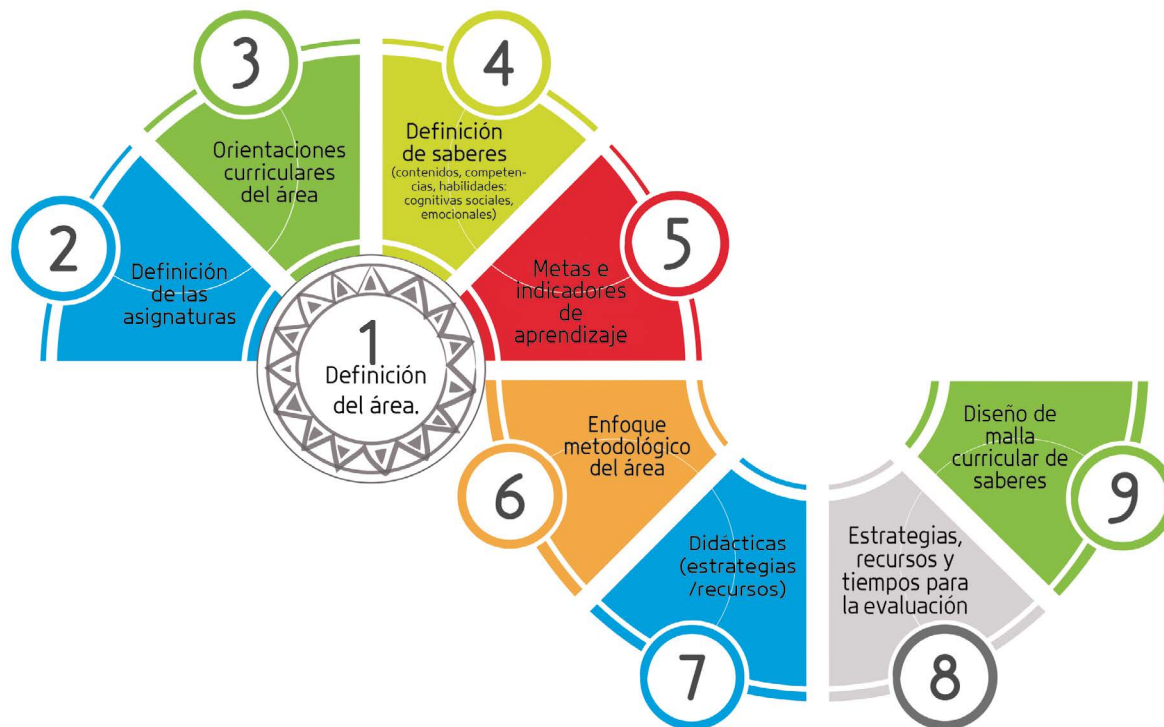 1
Definición
del área.
2
Definición
de las
asignaturas
3
Orientaciones
curriculares
del área
4
Definición
de saberes
(contenidos, competen-
cias, habilidades:
cognitivas sociales,
emocionales)
5
Metas e
indicadores
de
aprendizaje
6
Enfoque
metodológico
del área
7
Didácticas
(estrategias
/recursos)
8
Estrategias,
recursos y
tiempos para
la evaluación
9
Diseño de
malla
curricular de
saberes